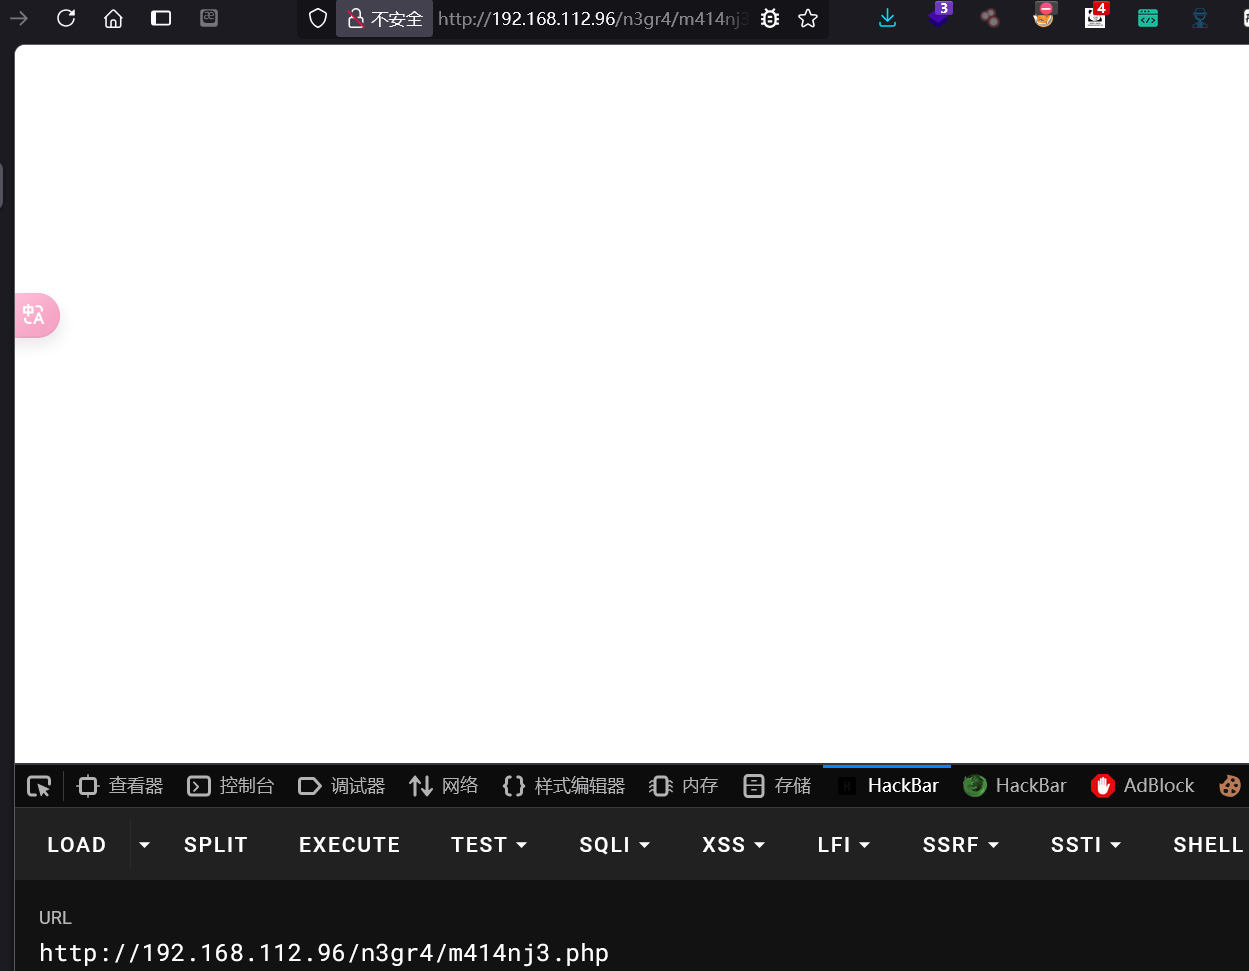 不安全 http://192.168.112.96/n3gr4/m414nj3 3 4
中 A
查看器 控制台 调试器 网络 样式编辑器 内存 存储 HackBar HackBar AdBlock
LOAD SPLIT EXECUTE TEST SQLI XSS LFI SSRF SSTI SHELL
URL
http://192.168.112.96/n3gr4/m414nj3.php